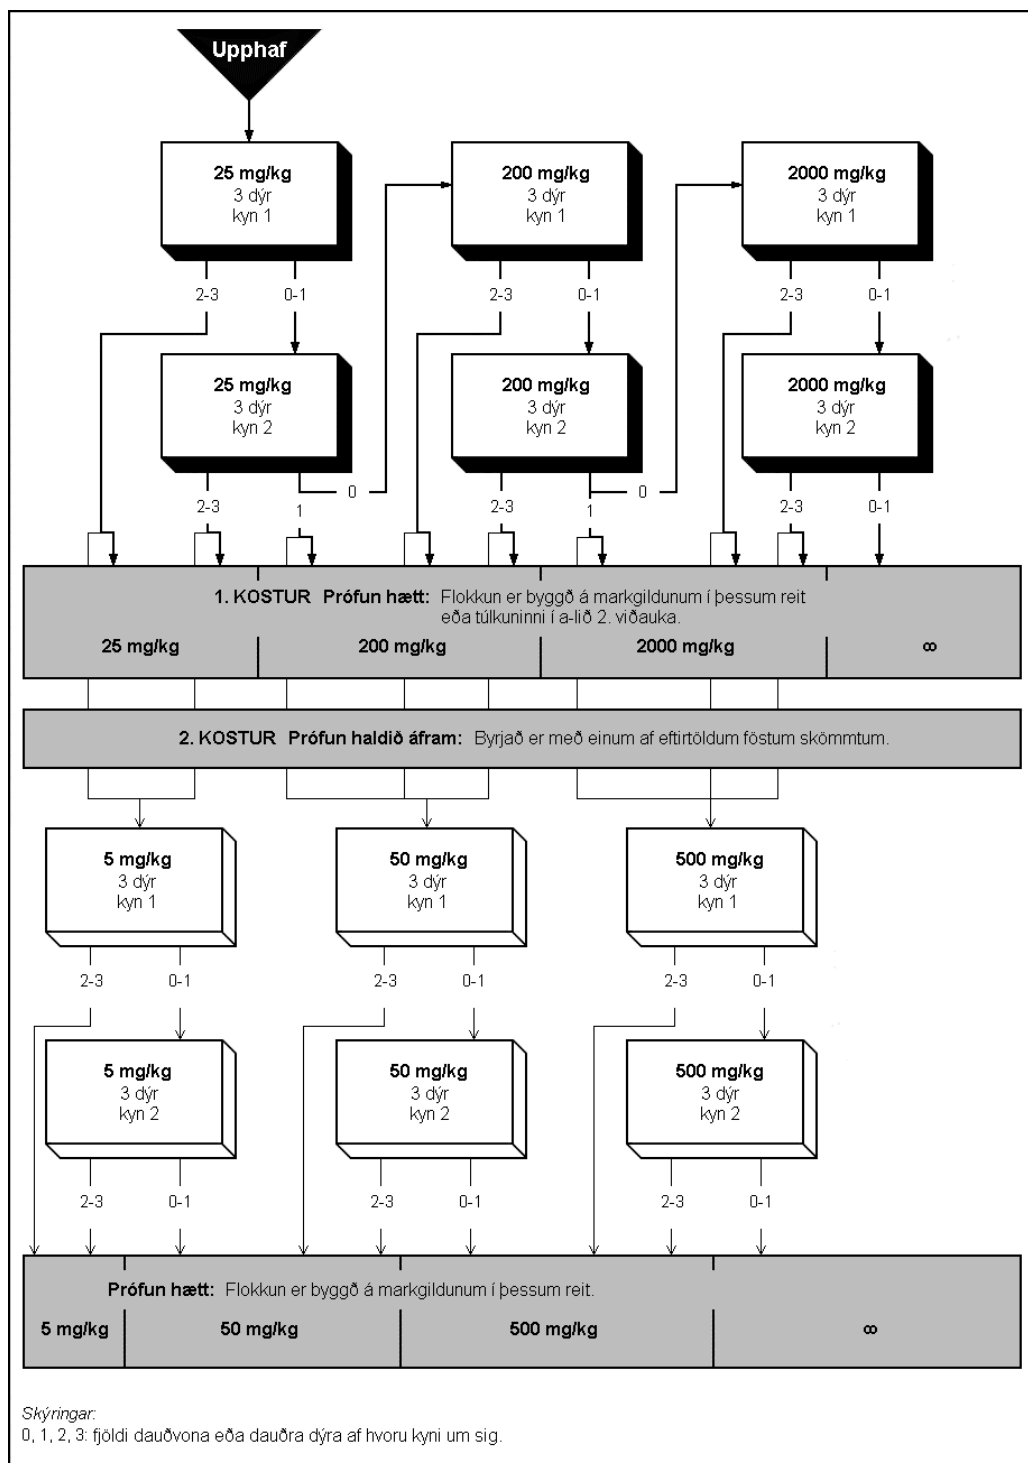 Upphaf
25 mg/kg
3 dýr
kyn 1
200 mg/kg
3 dýr
kyn 1
2000 mg/kg
3 dýr
kyn 1
2-3
0-1
2-3
0-1
2-3
0-1
25 mg/kg
3 dýr
kyn 2
200 mg/kg
3 dýr
kyn 2
2000 mg/kg
3 dýr
kyn 2
0
0
2-3
1
2-3
1
2-3
0-1
1. KOSTUR Prófun hætt: Flokkun er byggð á markgildunum í þessum reit
eða túlkuninni í a-lið 2. viðauka.
25 mg/kg
200 mg/kg
2000 mg/kg
∞
2. KOSTUR Prófun haldið áfram: Byrjað er með einum af eftirtöldum föstum skömmtum.
5 mg/kg
3 dýr
kyn 1
50 mg/kg
3 dýr
kyn 1
500 mg/kg
3 dýr
kyn 1
2-3
0-1
2-3
0-1
2-3
0-1
5 mg/kg
3 dýr
kyn 2
50 mg/kg
3 dýr
kyn 2
500 mg/kg
3 dýr
kyn 2
2-3
0-1
2-3
0-1
2-3
0-1
Prófun hætt: Flokkun er byggð á markgildunum í þessum reit.
5 mg/kg
50 mg/kg
500 mg/kg
∞
Skýringar:
0, 1, 2, 3: fjöldi dauðvona eða dauðra dýra af hvoru kyni um sig.